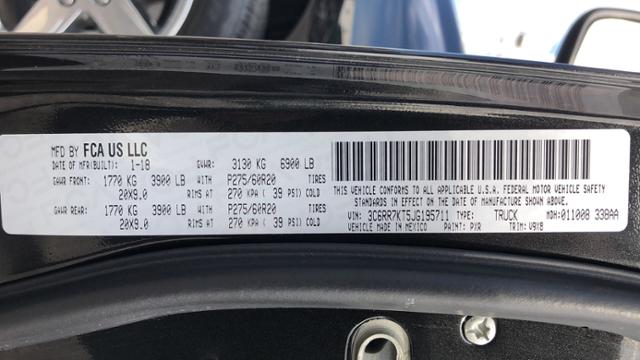 MFD BY FCA US LLC
DATE OF MFR(BUILT): 1-18 GVWR: 3130 KG 6900 LB
GAWR FRONT: 1770 KG 3900 LB WITH P275/60R20 TIRES
20X9.0 RIMS AT 270 KPA ( 39 PSI) COLD
GAWR REAR: 1770 KG 3900 LB WITH P275/60R20 TIRES
20X9.0 RIMS AT 270 KPA ( 39 PSI) COLD
THIS VEHICLE CONFORMS TO ALL APPLICABLE U.S.A. FEDERAL MOTOR VEHICLE SAFETY
STANDARDS IN EFFECT ON THE DATE OF MANUFACTURE SHOWN ABOVE.
VIN: 3C6RR7KT5JG195711 TYPE: TRUCK MDH:011008 338AA
VEHICLE MADE IN MEXICO PAINT: PXR TRIM: V9X8